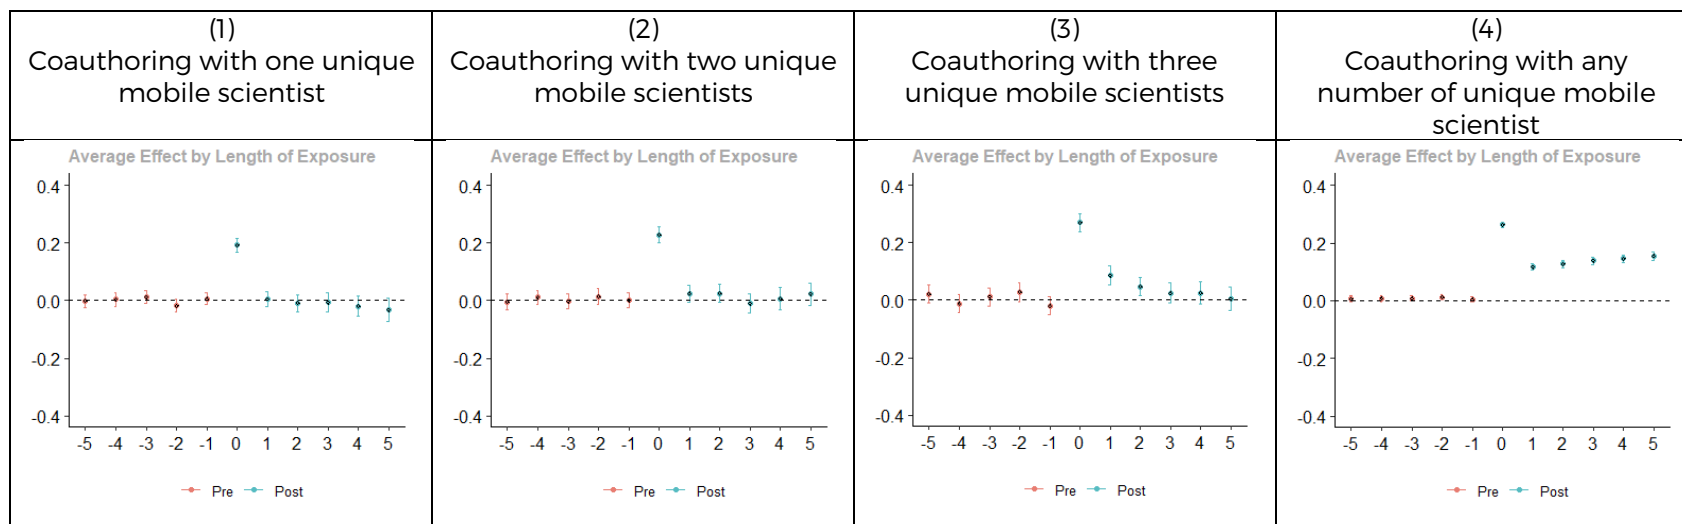 (1)
Coauthoring with one unique
mobile scientist
(2)
Coauthoring with two unique
mobile scientists
(3)
Coauthoring with three
unique mobile scientists
(4)
Coauthoring with any
number of unique mobile
scientist
Average Effect by Length of Exposure
0.4
0.2
0.0
-0.2
-0.4
-5 -4 -3 -2 -1 0 1 2 3 4 5
Pre Post
Average Effect by Length of Exposure
0.4
0.2
0.0
-0.2
-0.4
-5 -4 -3 -2 -1 0 1 2 3 4 5
Pre Post
Average Effect by Length of Exposure
0.4
0.2
0.0
-0.2
-0.4
-5 -4 -3 -2 -1 0 1 2 3 4 5
Pre Post
Average Effect by Length of Exposure
0.4
0.2
0.0
-0.2
-0.4
-5 -4 -3 -2 -1 0 1 2 3 4 5
Pre Post